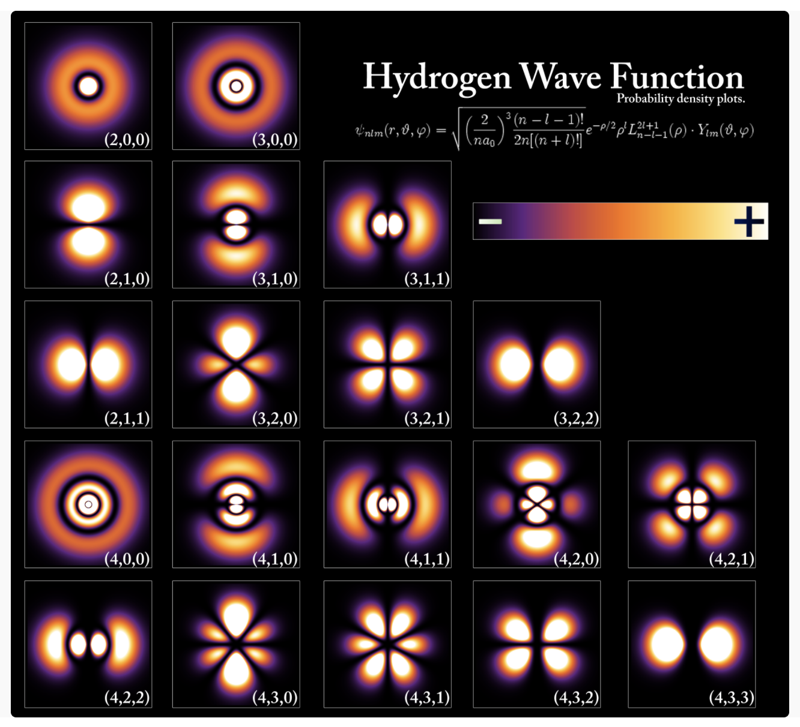 Hydrogen Wave Function
Probability density plots.
ψnlm(r, ϑ, φ) = √((2/na₀)³ (n − l − 1)!/2n[(n + l)!]) e^(−ρ/2) ρ^l L^(2l+1)_(n−l−1)(ρ) · Ylm(ϑ, φ)
− +
(2,0,0) (3,0,0)
(2,1,0) (3,1,0) (3,1,1)
(2,1,1) (3,2,0) (3,2,1) (3,2,2)
(4,0,0) (4,1,0) (4,1,1) (4,2,0) (4,2,1)
(4,2,2) (4,3,0) (4,3,1) (4,3,2) (4,3,3)